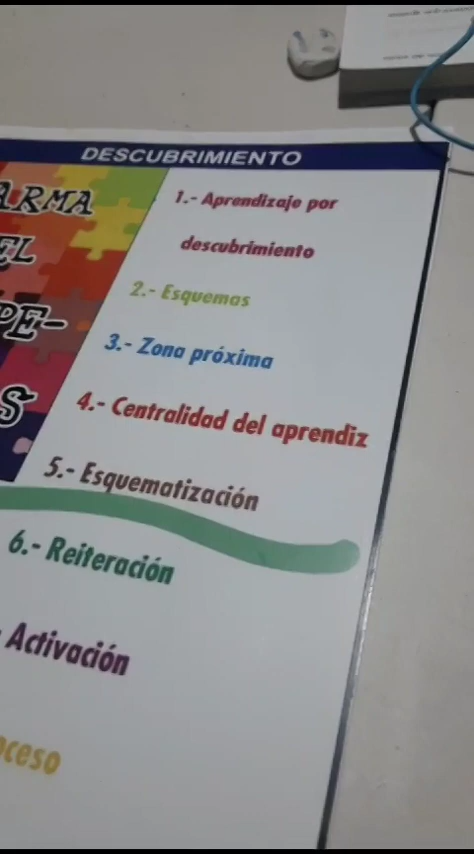 DESCUBRIMIENTO
ARMA
EL
PE-
S
1.- Aprendizaje por
descubrimiento
2.- Esquemas
3.- Zona próxima
4.- Centralidad del aprendiz
5.- Esquematización
6.- Reiteración
Activación
oceso